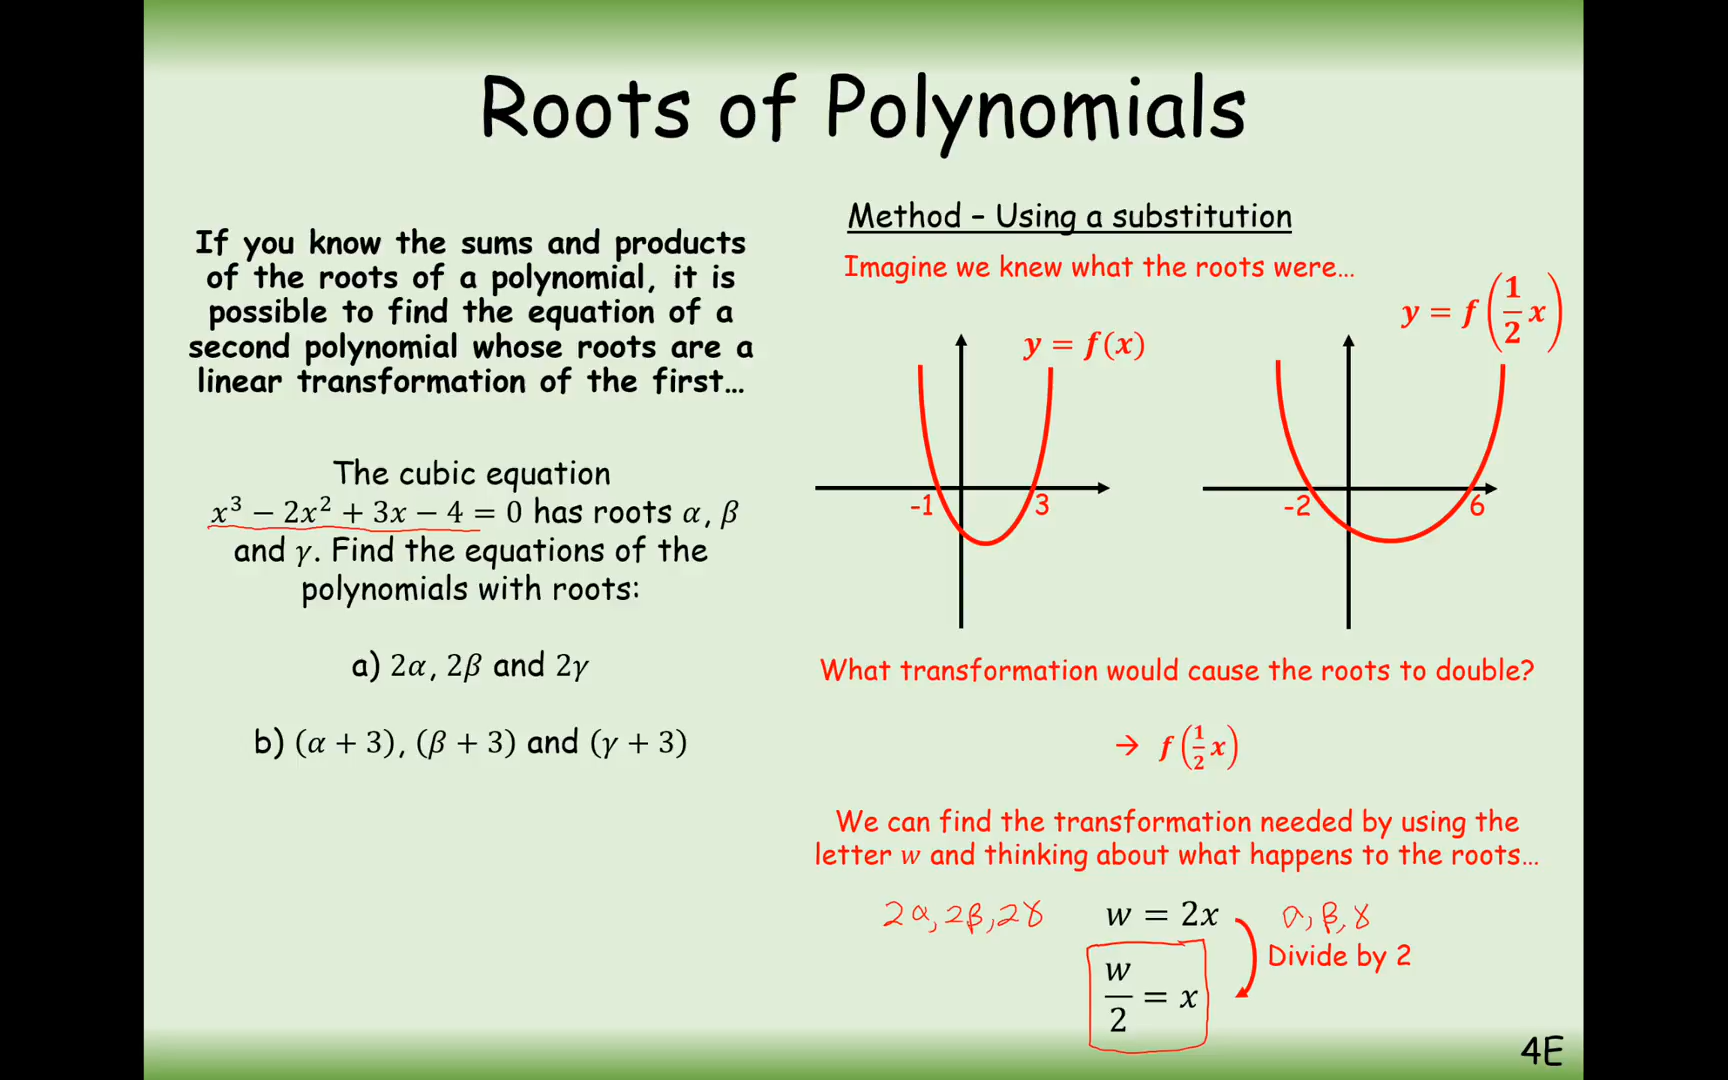 Roots of Polynomials
If you know the sums and products
of the roots of a polynomial, it is
possible to find the equation of a
second polynomial whose roots are a
linear transformation of the first…
The cubic equation
x³ − 2x² + 3x − 4 = 0 has roots α, β
and γ. Find the equations of the
polynomials with roots:
a) 2α, 2β and 2γ
b) (α + 3), (β + 3) and (γ + 3)
Method – Using a substitution
Imagine we knew what the roots were…
y = f(x)
-1
3
y = f(1/2 x)
-2
6
What transformation would cause the roots to double?
→ f(1/2 x)
We can find the transformation needed by using the
letter w and thinking about what happens to the roots…
2α, 2β, 2γ w = 2x α, β, γ
Divide by 2
w/2 = x
4E